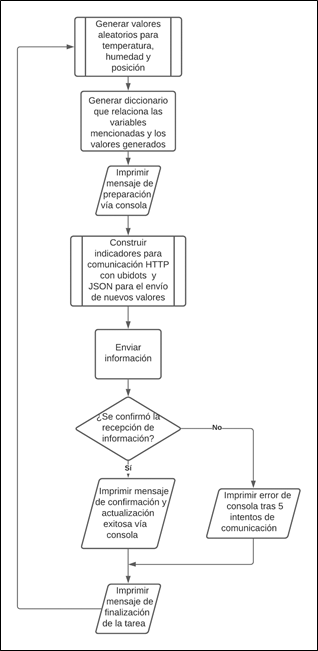 Generar valores
aleatorios para
temperatura,
humedad y
posición
Generar diccionario
que relaciona las
variables
mencionadas y los
valores generados
Imprimir
mensaje de
preparación
vía consola
Construir
indicadores para
comunicación HTTP
con ubidots y
JSON para el envío
de nuevos valores
Enviar
información
¿Se confirmó la
recepción de
información?
No
Sí
Imprimir mensaje
de confirmación y
actualización
exitosa vía
consola
Imprimir error de
consola tras 5
intentos de
comunicación
Imprimir
mensaje de
finalización
de la tarea